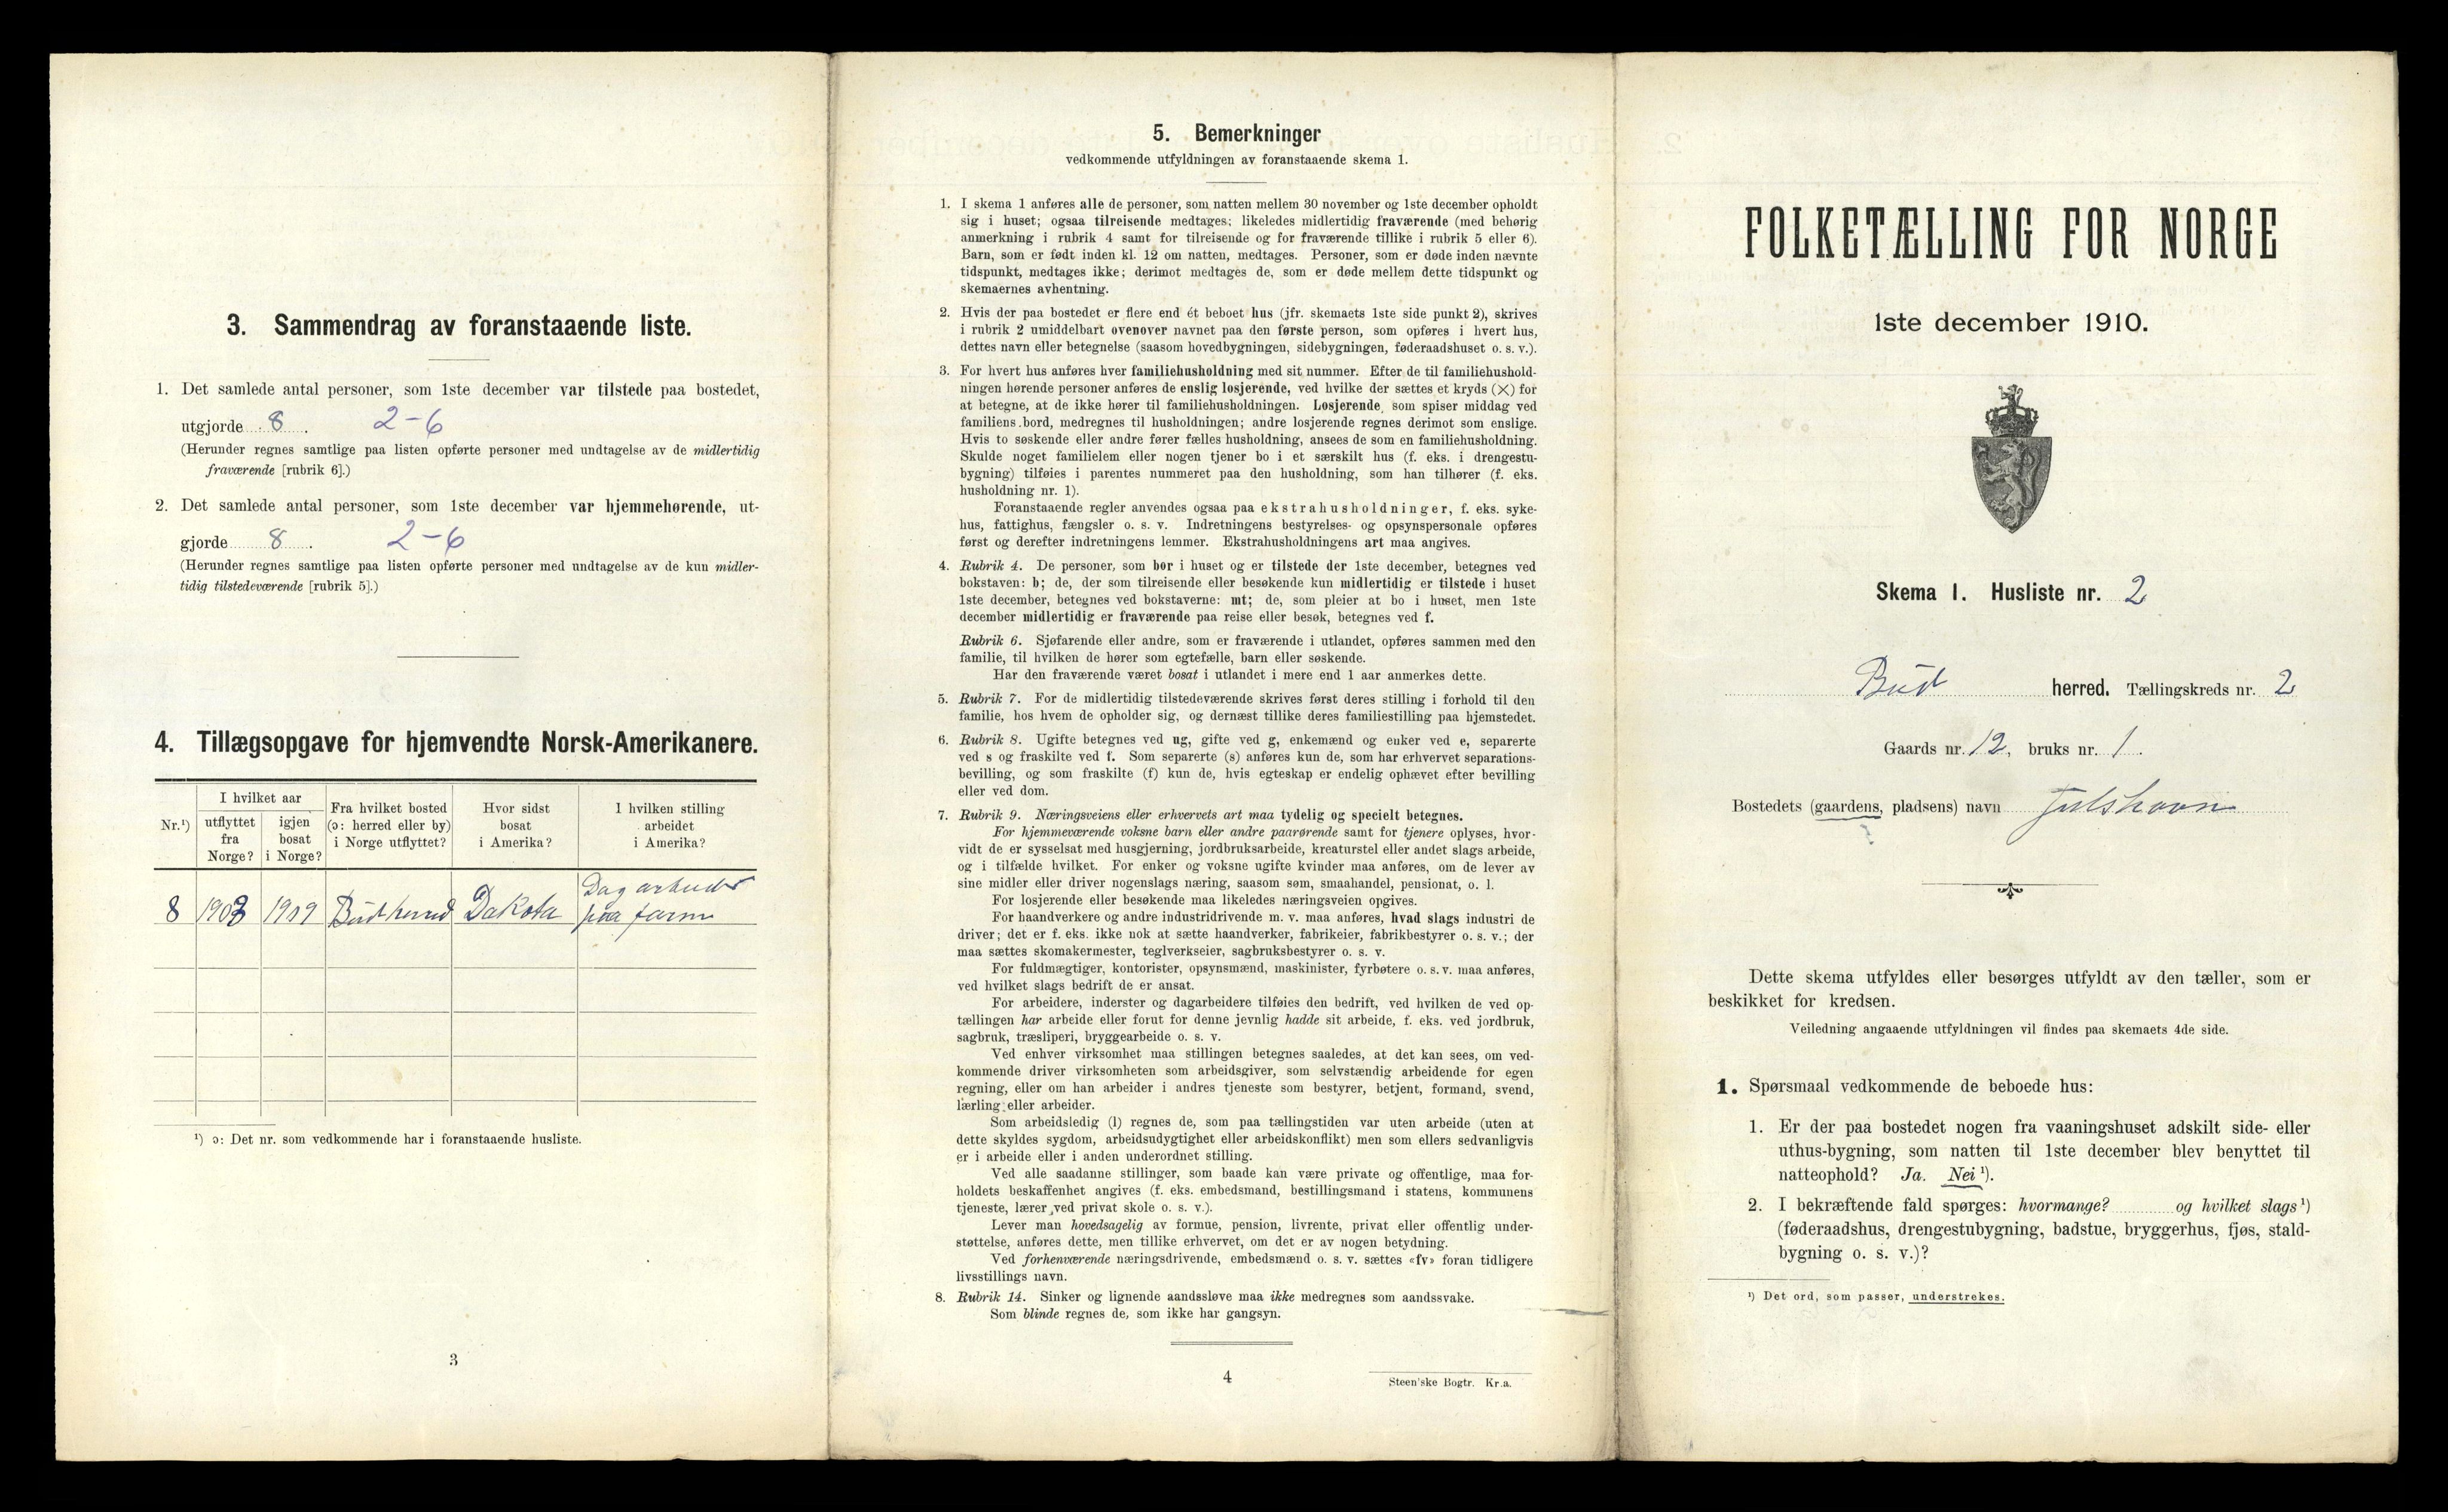 3. Sammendrag av foranstaaende liste.
1. Det samlede antal personer, som 1ste december var tilstede paa bostedet,
utgjorde 8. 2-6
(Herunder regnes samtlige paa listen opførte personer med undtagelse av de midlertidig
fraværende [rubrik 6].)
2. Det samlede antal personer, som 1ste december var hjemmehørende, ut-
gjorde 8. 2-6
(Herunder regnes samtlige paa listen opførte personer med undtagelse av de kun midler-
tidig tilstedeværende [rubrik 5].)
4. Tillægsopgave for hjemvendte Norsk-Amerikanere.
Nr.¹)
I hvilket aar
utflyttet fra Norge?
igjen bosat i Norge?
Fra hvilket bosted (ɔ: herred eller by) i Norge utflyttet?
Hvor sidst bosat i Amerika?
I hvilken stilling arbeidet i Amerika?
8 1903 1909 Bud herred Dakota Dagarbeider paa farm
¹) ɔ: Det nr. som vedkommende har i foranstaaende husliste.
3
5. Bemerkninger
vedkommende utfyldningen av foranstaaende skema 1.
1. I skema 1 anføres alle de personer, som natten mellem 30 november og 1ste december opholdt
sig i huset; ogsaa tilreisende medtages; likeledes midlertidig fraværende (med behørig
anmerkning i rubrik 4 samt for tilreisende og for fraværende tillike i rubrik 5 eller 6).
Barn, som er født inden kl. 12 om natten, medtages. Personer, som er døde inden nævnte
tidspunkt, medtages ikke; derimot medtages de, som er døde mellem dette tidspunkt og
skemaernes avhentning.
2. Hvis der paa bostedet er flere end ét beboet hus (jfr. skemaets 1ste side punkt 2), skrives
i rubrik 2 umiddelbart ovenover navnet paa den første person, som opføres i hvert hus,
dettes navn eller betegnelse (saasom hovedbygningen, sidebygningen, føderaadshuset o. s. v.).
3. For hvert hus anføres hver familiehusholdning med sit nummer. Efter de til familiehushold-
ningen hørende personer anføres de enslig losjerende, ved hvilke der sættes et kryds (×) for
at betegne, at de ikke hører til familiehusholdningen. Losjerende, som spiser middag ved
familiens bord, medregnes til husholdningen; andre losjerende regnes derimot som enslige.
Hvis to søskende eller andre fører fælles husholdning, ansees de som en familiehusholdning.
Skulde noget familielem eller nogen tjener bo i et særskilt hus (f. eks. i drengestu-
bygning) tilføies i parentes nummeret paa den husholdning, som han tilhører (f. eks.
husholdning nr. 1).
Foranstaaende regler anvendes ogsaa paa ekstrahusholdninger, f. eks. syke-
hus, fattighus, fængsler o. s. v. Indretningens bestyrelses- og opsynspersonale opføres
først og derefter indretningens lemmer. Ekstrahusholdningens art maa angives.
4. Rubrik 4. De personer, som bor i huset og er tilstede der 1ste december, betegnes ved
bokstaven: b; de, der som tilreisende eller besøkende kun midlertidig er tilstede i huset
1ste december, betegnes ved bokstaverne: mt; de, som pleier at bo i huset, men 1ste
december midlertidig er fraværende paa reise eller besøk, betegnes ved f.
Rubrik 6. Sjøfarende eller andre, som er fraværende i utlandet, opføres sammen med den
familie, til hvilken de hører som egtefælle, barn eller søskende.
Har den fraværende været bosat i utlandet i mere end 1 aar anmerkes dette.
5. Rubrik 7. For de midlertidig tilstedeværende skrives først deres stilling i forhold til den
familie, hos hvem de opholder sig, og dernæst tillike deres familiestilling paa hjemstedet.
6. Rubrik 8. Ugifte betegnes ved ug, gifte ved g, enkemænd og enker ved e, separerte
ved s og fraskilte ved f. Som separerte (s) anføres kun de, som har erhvervet separations-
bevilling, og som fraskilte (f) kun de, hvis egteskap er endelig ophævet efter bevilling
eller ved dom.
7. Rubrik 9. Næringsveiens eller erhvervets art maa tydelig og specielt betegnes.
For hjemmeværende voksne barn eller andre paarørende samt for tjenere oplyses, hvor-
vidt de er sysselsat med husgjerning, jordbruksarbeide, kreaturstel eller andet slags arbeide,
og i tilfælde hvilket. For enker og voksne ugifte kvinder maa anføres, om de lever av
sine midler eller driver nogenslags næring, saasom søm, smaahandel, pensionat, o. l.
For losjerende eller besøkende maa likeledes næringsveien opgives.
For haandverkere og andre industridrivende m. v. maa anføres, hvad slags industri de
driver; det er f. eks. ikke nok at sætte haandverker, fabrikeier, fabrikbestyrer o. s. v.; der
maa sættes skomakermester, teglverkseier, sagbruksbestyrer o. s. v.
For fuldmægtiger, kontorister, opsynsmænd, maskinister, fyrbøtere o. s. v. maa anføres,
ved hvilket slags bedrift de er ansat.
For arbeidere, inderster og dagarbeidere tilføies den bedrift, ved hvilken de ved op-
tællingen har arbeide eller forut for denne jevnlig hadde sit arbeide, f. eks. ved jordbruk,
sagbruk, træsliperi, bryggearbeide o. s. v.
Ved enhver virksomhet maa stillingen betegnes saaledes, at det kan sees, om ved-
kommende driver virksomheten som arbeidsgiver, som selvstændig arbeidende for egen
regning, eller om han arbeider i andres tjeneste som bestyrer, betjent, formand, svend,
lærling eller arbeider.
Som arbeidsledig (l) regnes de, som paa tællingstiden var uten arbeide (uten at
dette skyldes sygdom, arbeidsudygtighet eller arbeidskonflikt) men som ellers sedvanligvis
er i arbeide eller i anden underordnet stilling.
Ved alle saadanne stillinger, som baade kan være private og offentlige, maa for-
holdets beskaffenhet angives (f. eks. embedsmand, bestillingsmand i statens, kommunens
tjeneste, lærer ved privat skole o. s. v.).
Lever man hovedsagelig av formue, pension, livrente, privat eller offentlig under-
støttelse, anføres dette, men tillike erhvervet, om det er av nogen betydning.
Ved forhenværende næringsdrivende, embedsmænd o. s. v. sættes «fv» foran tidligere
livsstillings navn.
8. Rubrik 14. Sinker og lignende aandssløve maa ikke medregnes som aandssvake.
Som blinde regnes de, som ikke har gangsyn.
4
Steen'ske Bogtr. Kr.a.
FOLKETÆLLING FOR NORGE
1ste december 1910.
Skema 1. Husliste nr. 2
Bud herred. Tællingskreds nr. 2
Gaards nr. 12, bruks nr. 1.
Bostedets (gaardens, pladsens) navn Julshavn
Dette skema utfyldes eller besørges utfyldt av den tæller, som er
beskikket for kredsen.
Veiledning angaaende utfyldningen vil findes paa skemaets 4de side.
1. Spørsmaal vedkommende de beboede hus:
1. Er der paa bostedet nogen fra vaaningshuset adskilt side- eller
uthus-bygning, som natten til 1ste december blev benyttet til
natteophold? Ja. Nei ¹).
2. I bekræftende fald spørges: hvormange? og hvilket slags ¹)
(føderaadshus, drengestubygning, badstue, bryggerhus, fjøs, stald-
bygning o. s. v.)?
¹) Det ord, som passer, understrekes.